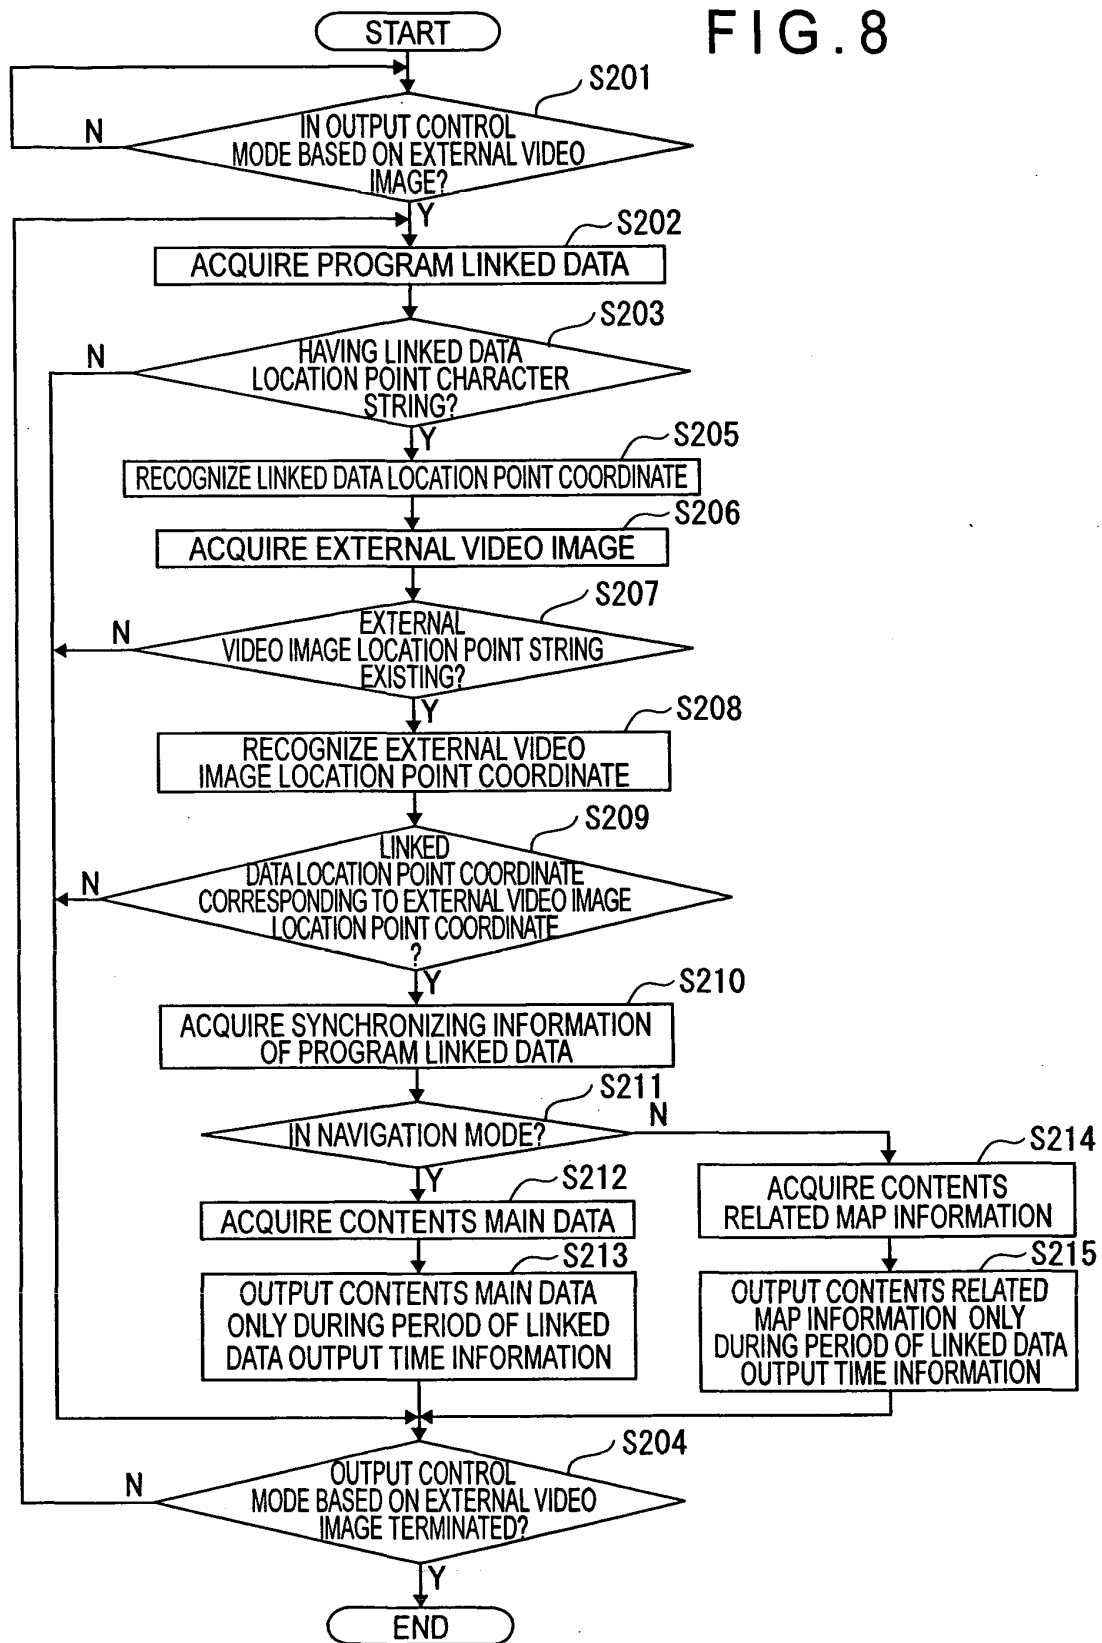 FIG.8
START
S201
N
IN OUTPUT CONTROL
MODE BASED ON EXTERNAL VIDEO
IMAGE?
Y
S202
ACQUIRE PROGRAM LINKED DATA
S203
N
HAVING LINKED DATA
LOCATION POINT CHARACTER
STRING?
Y
S205
RECOGNIZE LINKED DATA LOCATION POINT COORDINATE
S206
ACQUIRE EXTERNAL VIDEO IMAGE
S207
N
EXTERNAL
VIDEO IMAGE LOCATION POINT STRING
EXISTING?
Y
S208
RECOGNIZE EXTERNAL VIDEO
IMAGE LOCATION POINT COORDINATE
S209
N
LINKED
DATA LOCATION POINT COORDINATE
CORRESPONDING TO EXTERNAL VIDEO IMAGE
LOCATION POINT COORDINATE
?
Y
S210
ACQUIRE SYNCHRONIZING INFORMATION
OF PROGRAM LINKED DATA
S211
IN NAVIGATION MODE?
N
Y
S212
ACQUIRE CONTENTS MAIN DATA
S213
OUTPUT CONTENTS MAIN DATA
ONLY DURING PERIOD OF LINKED
DATA OUTPUT TIME INFORMATION
S214
ACQUIRE CONTENTS
RELATED MAP INFORMATION
S215
OUTPUT CONTENTS RELATED
MAP INFORMATION ONLY
DURING PERIOD OF LINKED DATA
OUTPUT TIME INFORMATION
S204
N
OUTPUT CONTROL
MODE BASED ON EXTERNAL VIDEO
IMAGE TERMINATED?
Y
END